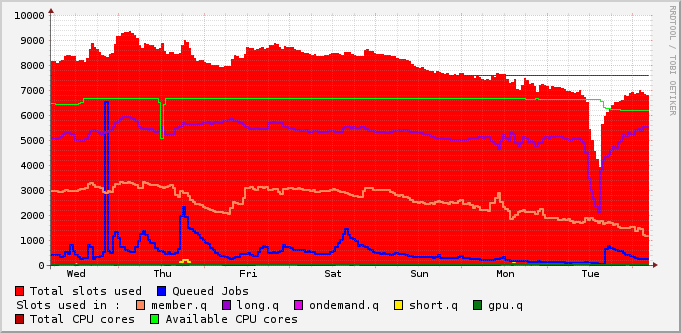 10000
9000
8000
7000
6000
5000
4000
3000
2000
1000
0
Wed Thu Fri Sat Sun Mon Tue
RRDTOOL / TOBI OETIKER
Total slots used Queued Jobs
Slots used in : member.q long.q ondemand.q short.q gpu.q
Total CPU cores Available CPU cores